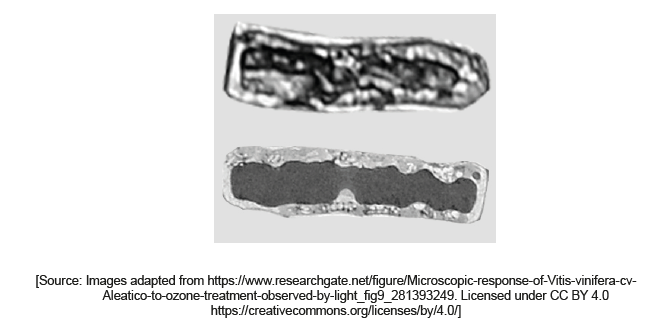 [Source: Images adapted from https://www.researchgate.net/figure/Microscopic-response-of-Vitis-vinifera-cv-
Aleatico-to-ozone-treatment-observed-by-light_fig9_281393249. Licensed under CC BY 4.0
https://creativecommons.org/licenses/by/4.0/]